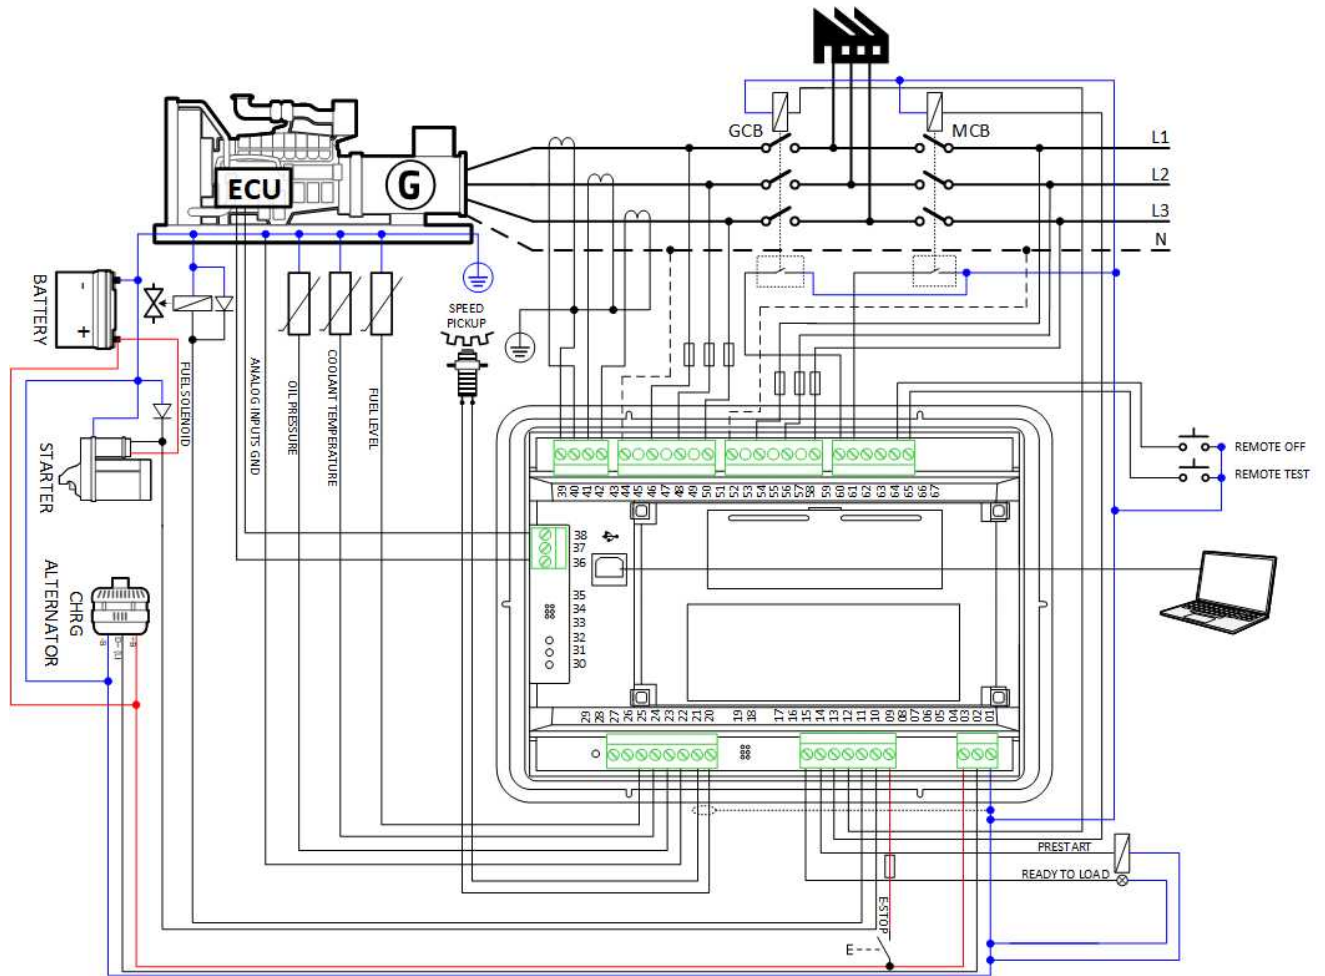 GCB
MCB
L1
L2
L3
N
ECU
G
BATTERY
-
+
SPEED
PICKUP
FUEL SOLENOID
ANALOG INPUTS GND
OIL PRESSURE
COOLANT TEMPERATURE
FUEL LEVEL
STARTER
REMOTE OFF
REMOTE TEST
39 40 41 42 43 44 45 46 47 48 49 50 51 52 53 54 55 56 57 58 59 60 61 62 63 64 65 66 67
38
37
36
35
34
33
32
31
30
CHRG
ALTERNATOR
29 28 27 26 25 24 23 22 21 20 19 18 17 16 15 14 13 12 11 10 09 08 07 06 05 04 03 02 01
PRESTART
READY TO LOAD
E-STOP
E